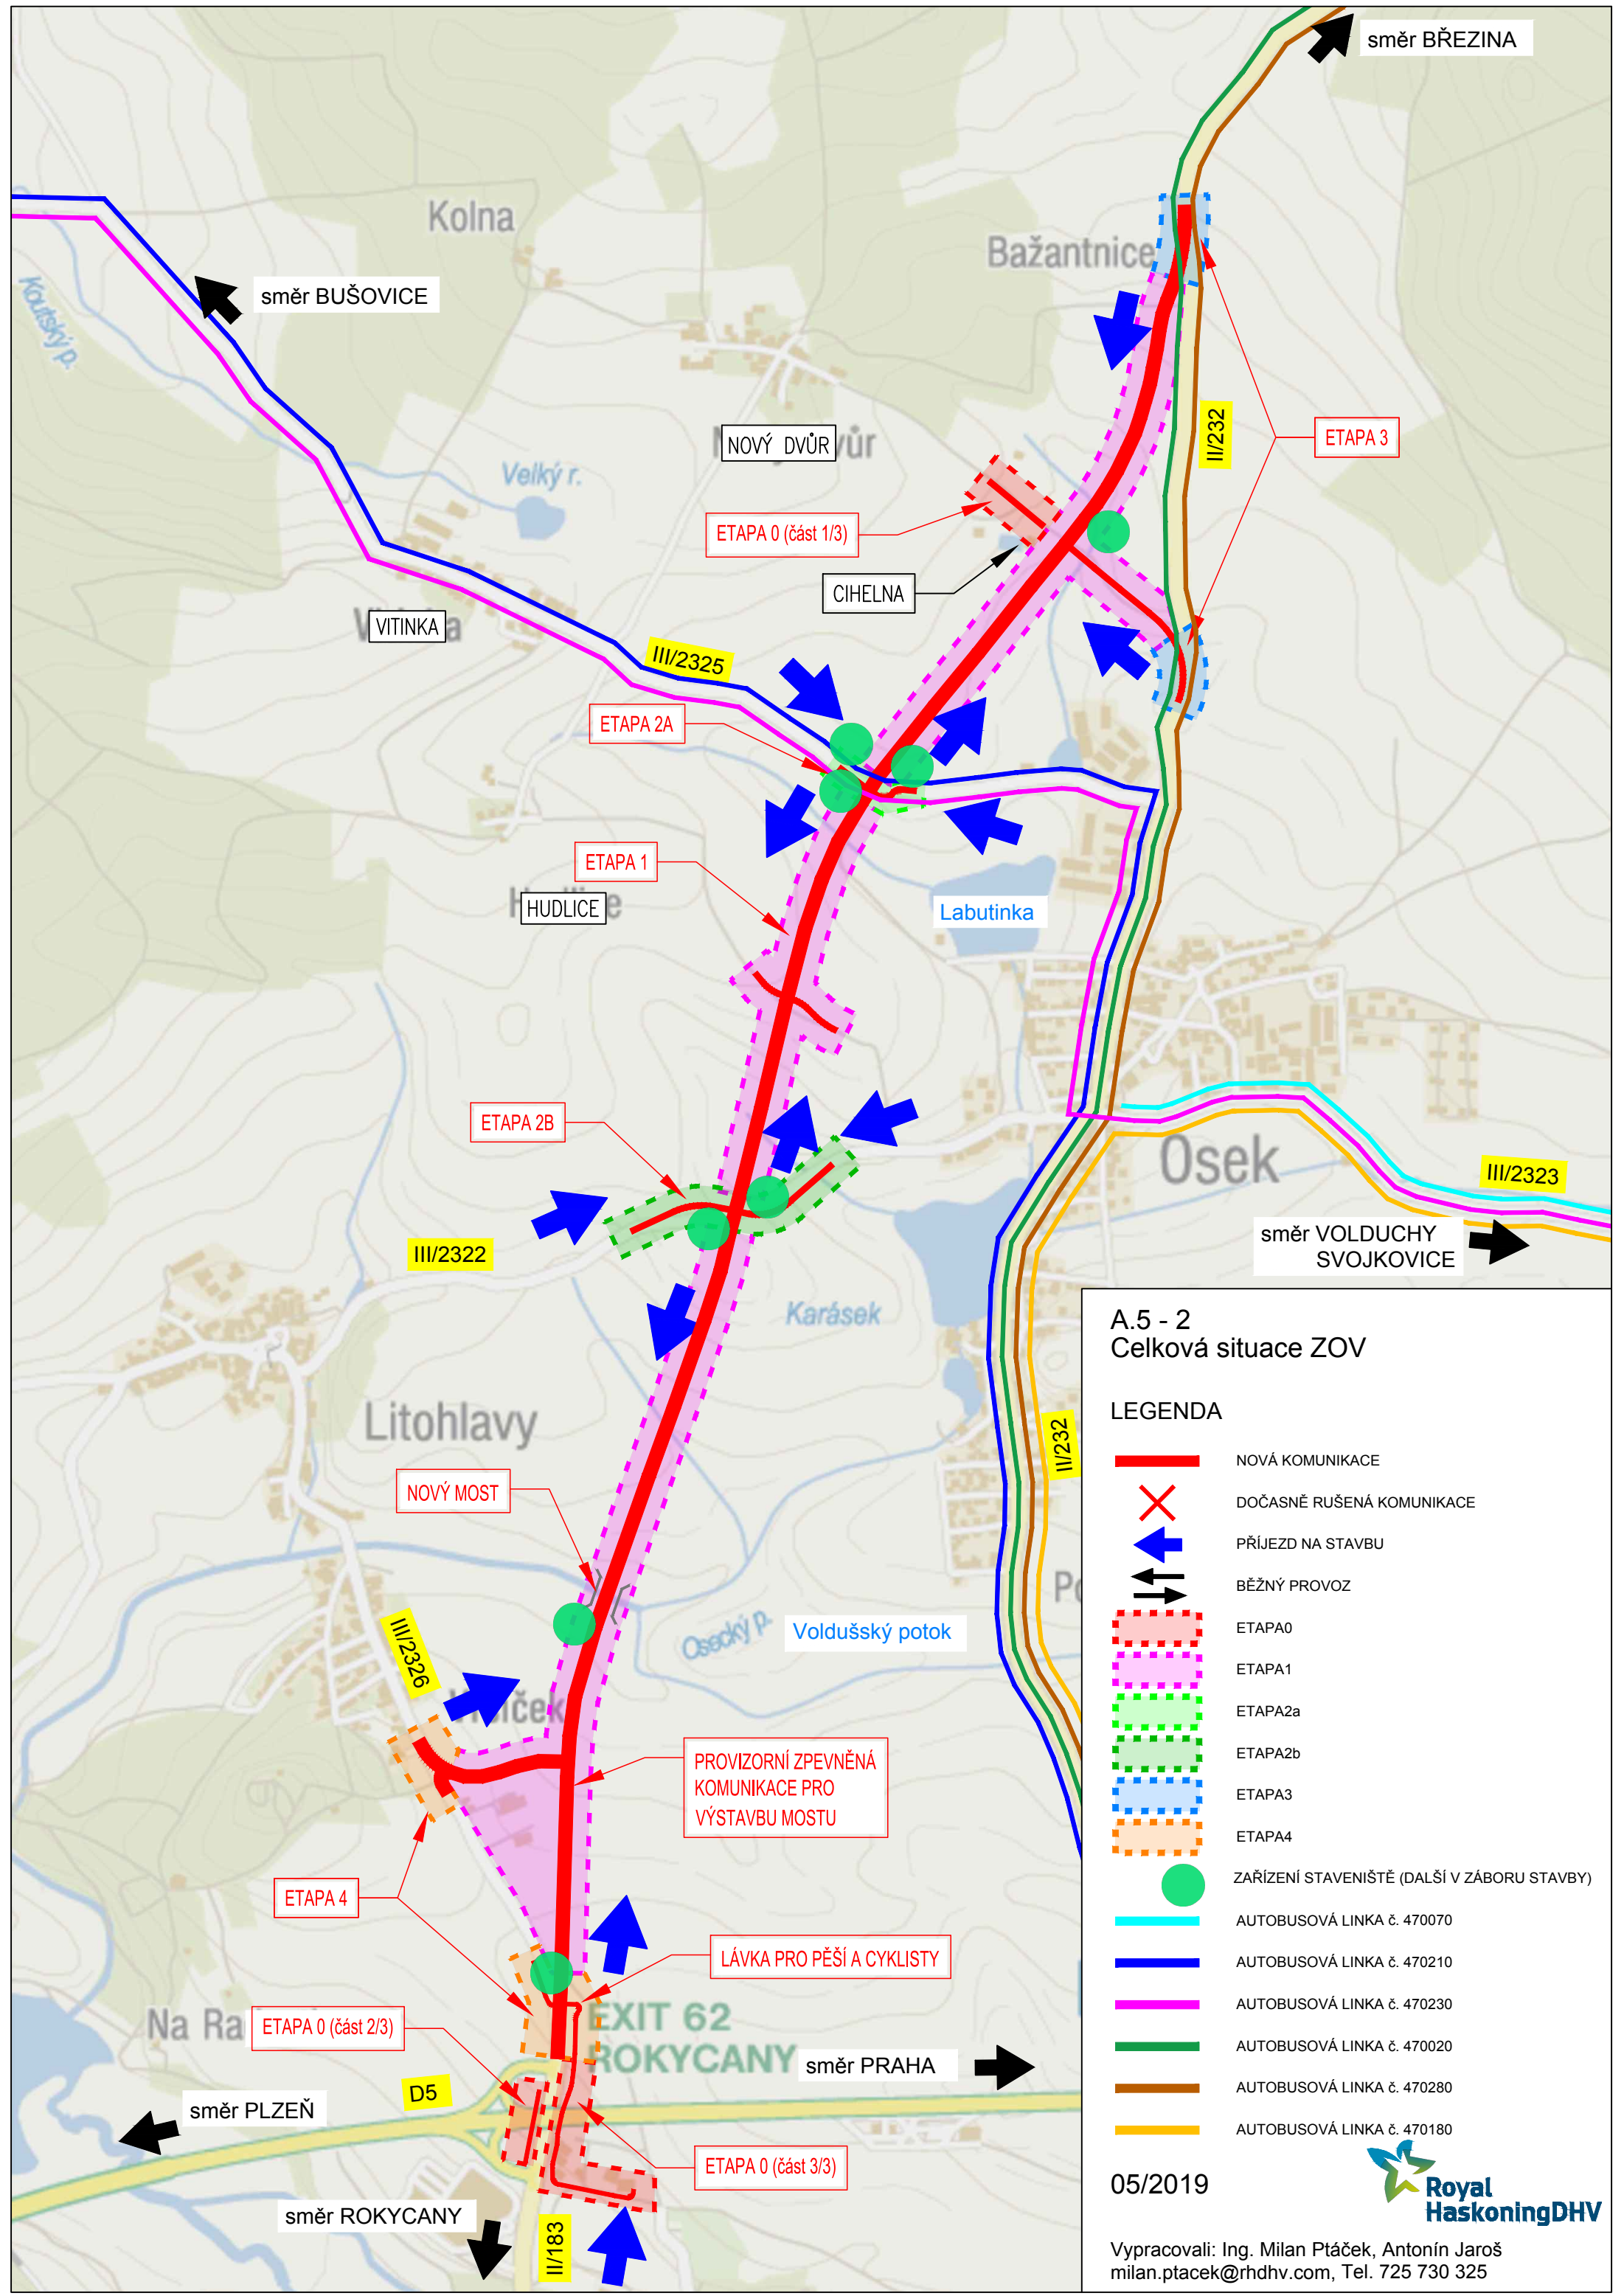 směr BŘEZINA
Kolna
Bažantnice
směr BUŠOVICE
Koutský p.
II/232
ETAPA 3
NOVÝ DVŮR
Velký r.
ETAPA 0 (část 1/3)
CIHELNA
VITINKA
III/2325
ETAPA 2A
ETAPA 1
HUDLICE
Labutinka
ETAPA 2B
Osek
III/2323
III/2322
směr VOLDUCHY
SVOJKOVICE
Karásek
Litohlavy
II/232
NOVÝ MOST
Osecký p.
Voldušský potok
III/2326
PROVIZORNÍ ZPEVNĚNÁ
KOMUNIKACE PRO
VÝSTAVBU MOSTU
ETAPA 4
LÁVKA PRO PĚŠÍ A CYKLISTY
Na Ra
ETAPA 0 (část 2/3)
EXIT 62
ROKYCANY
směr PRAHA
D5
směr PLZEŇ
ETAPA 0 (část 3/3)
směr ROKYCANY
II/183
A.5 - 2
Celková situace ZOV
LEGENDA
NOVÁ KOMUNIKACE
DOČASNĚ RUŠENÁ KOMUNIKACE
PŘÍJEZD NA STAVBU
BĚŽNÝ PROVOZ
ETAPA0
ETAPA1
ETAPA2a
ETAPA2b
ETAPA3
ETAPA4
ZAŘÍZENÍ STAVENIŠTĚ (DALŠÍ V ZÁBORU STAVBY)
AUTOBUSOVÁ LINKA č. 470070
AUTOBUSOVÁ LINKA č. 470210
AUTOBUSOVÁ LINKA č. 470230
AUTOBUSOVÁ LINKA č. 470020
AUTOBUSOVÁ LINKA č. 470280
AUTOBUSOVÁ LINKA č. 470180
05/2019
Royal
HaskoningDHV
Vypracovali: Ing. Milan Ptáček, Antonín Jaroš
milan.ptacek@rhdhv.com, Tel. 725 730 325